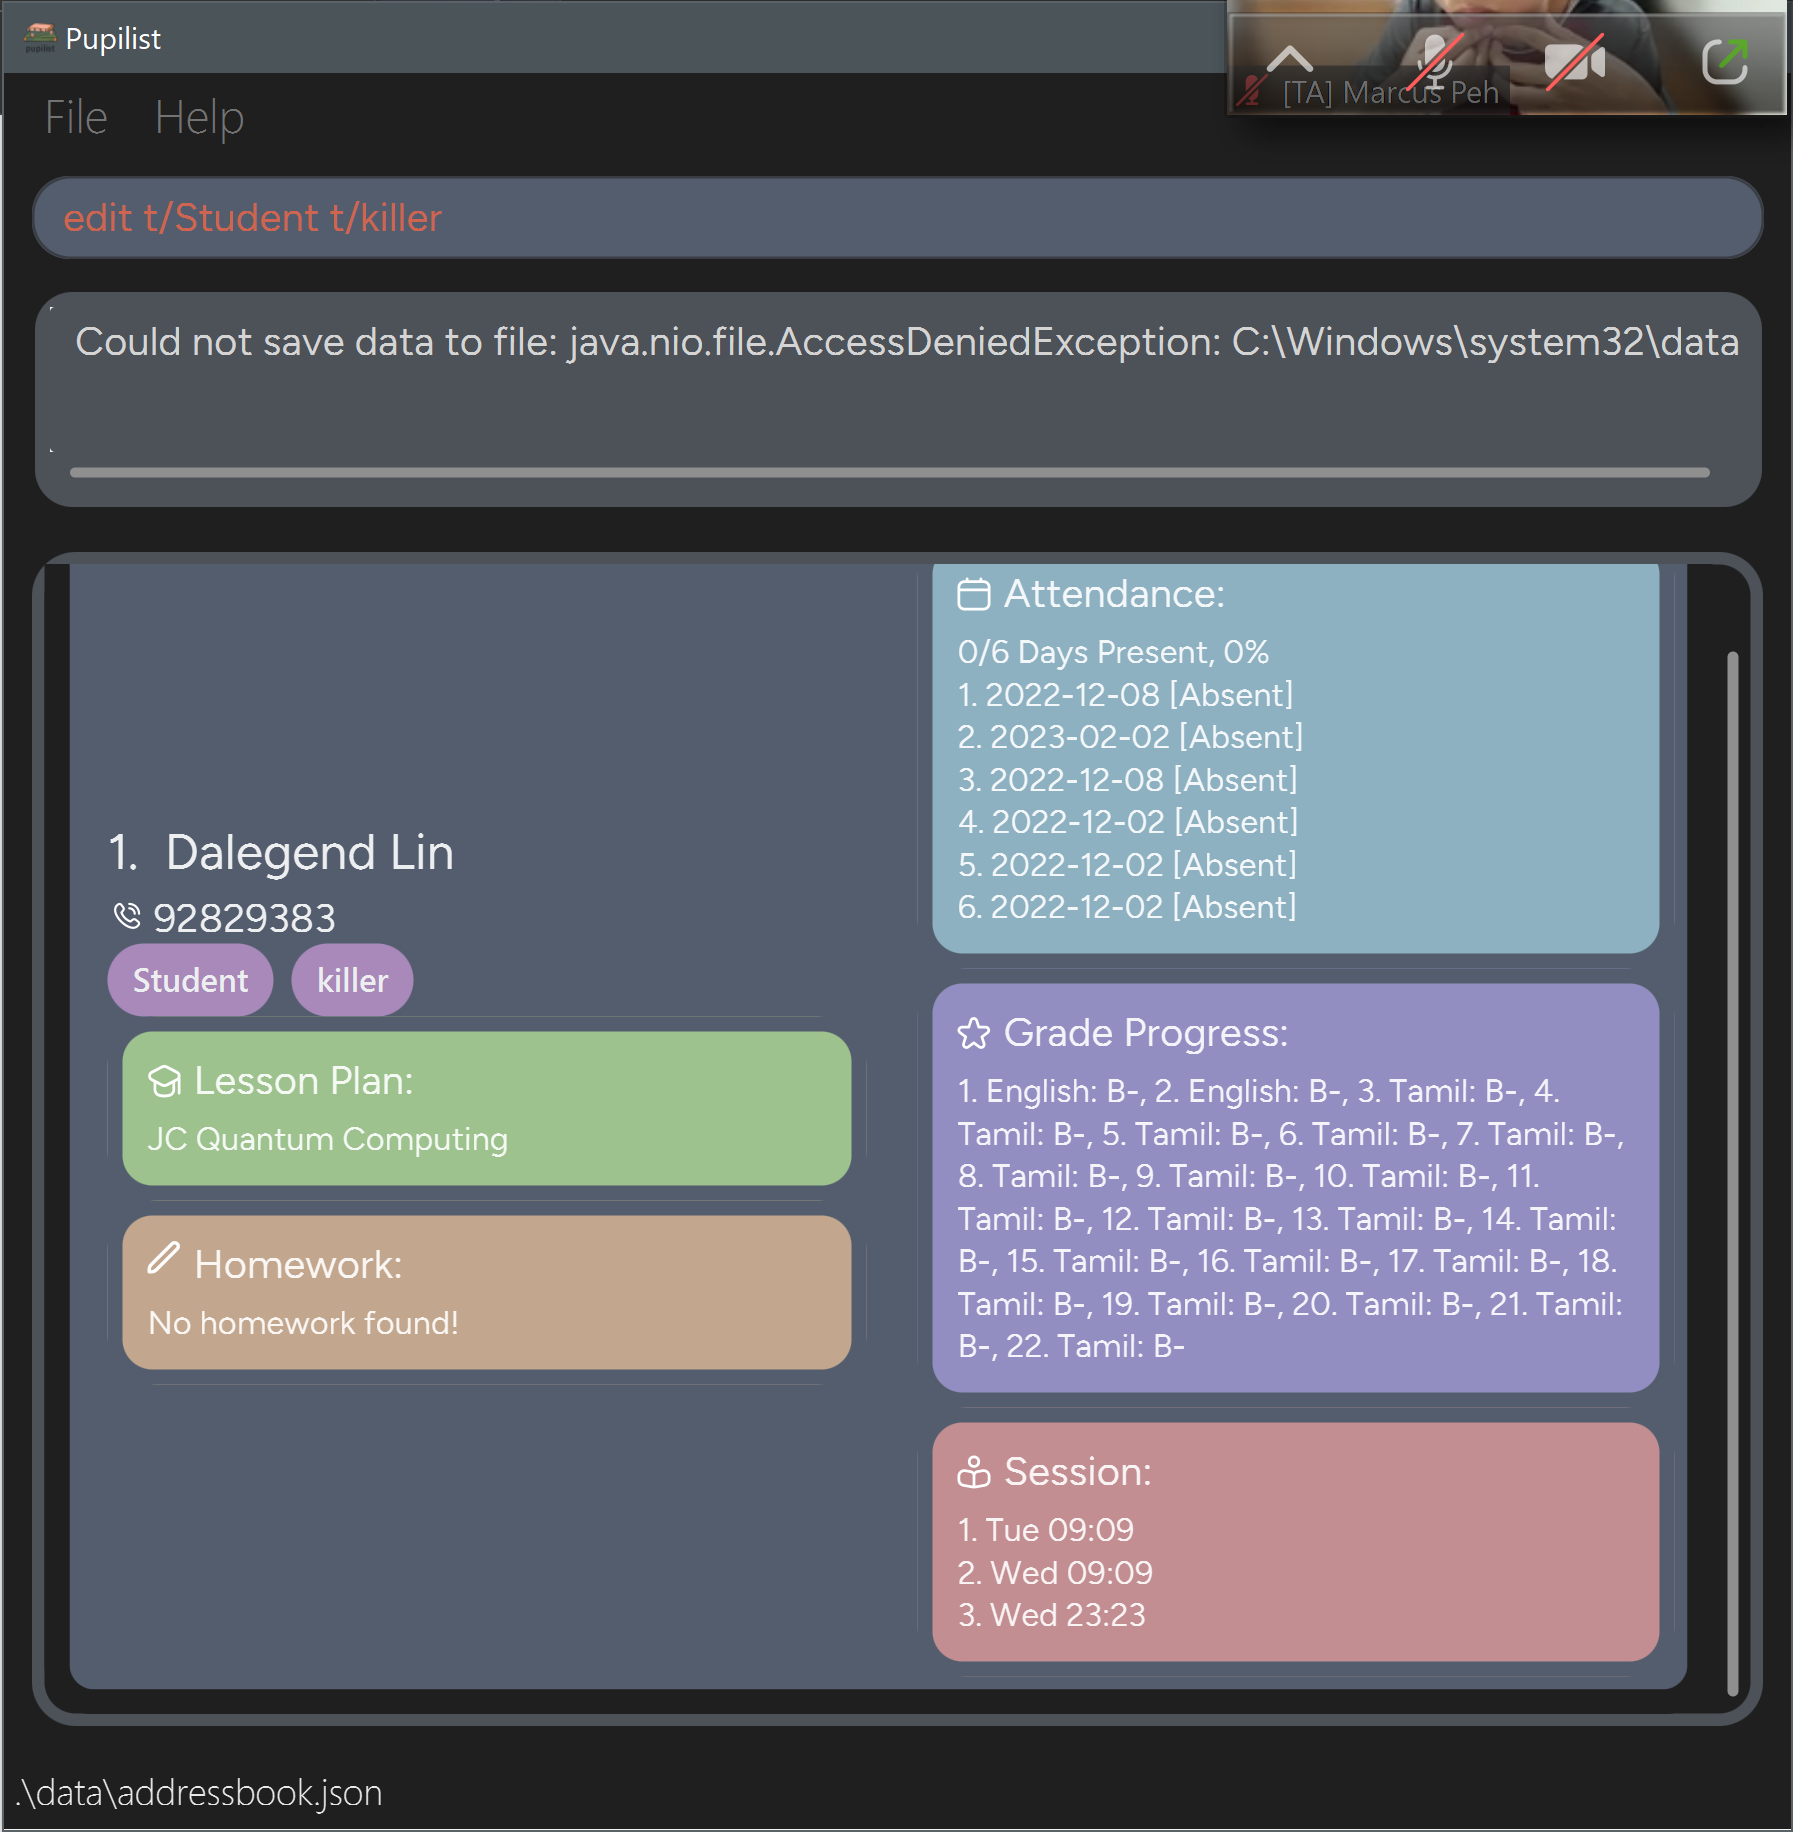 pupilist
Pupilist
[TA] Marcus Peh
File Help
edit t/Student t/killer
Could not save data to file: java.nio.file.AccessDeniedException: C:\Windows\system32\data
1. Dalegend Lin
92829383
Student killer
Lesson Plan:
JC Quantum Computing
Homework:
No homework found!
Attendance:
0/6 Days Present, 0%
1. 2022-12-08 [Absent]
2. 2023-02-02 [Absent]
3. 2022-12-08 [Absent]
4. 2022-12-02 [Absent]
5. 2022-12-02 [Absent]
6. 2022-12-02 [Absent]
Grade Progress:
1. English: B-, 2. English: B-, 3. Tamil: B-, 4.
Tamil: B-, 5. Tamil: B-, 6. Tamil: B-, 7. Tamil: B-,
8. Tamil: B-, 9. Tamil: B-, 10. Tamil: B-, 11.
Tamil: B-, 12. Tamil: B-, 13. Tamil: B-, 14. Tamil:
B-, 15. Tamil: B-, 16. Tamil: B-, 17. Tamil: B-, 18.
Tamil: B-, 19. Tamil: B-, 20. Tamil: B-, 21. Tamil:
B-, 22. Tamil: B-
Session:
1. Tue 09:09
2. Wed 09:09
3. Wed 23:23
.\data\addressbook.json